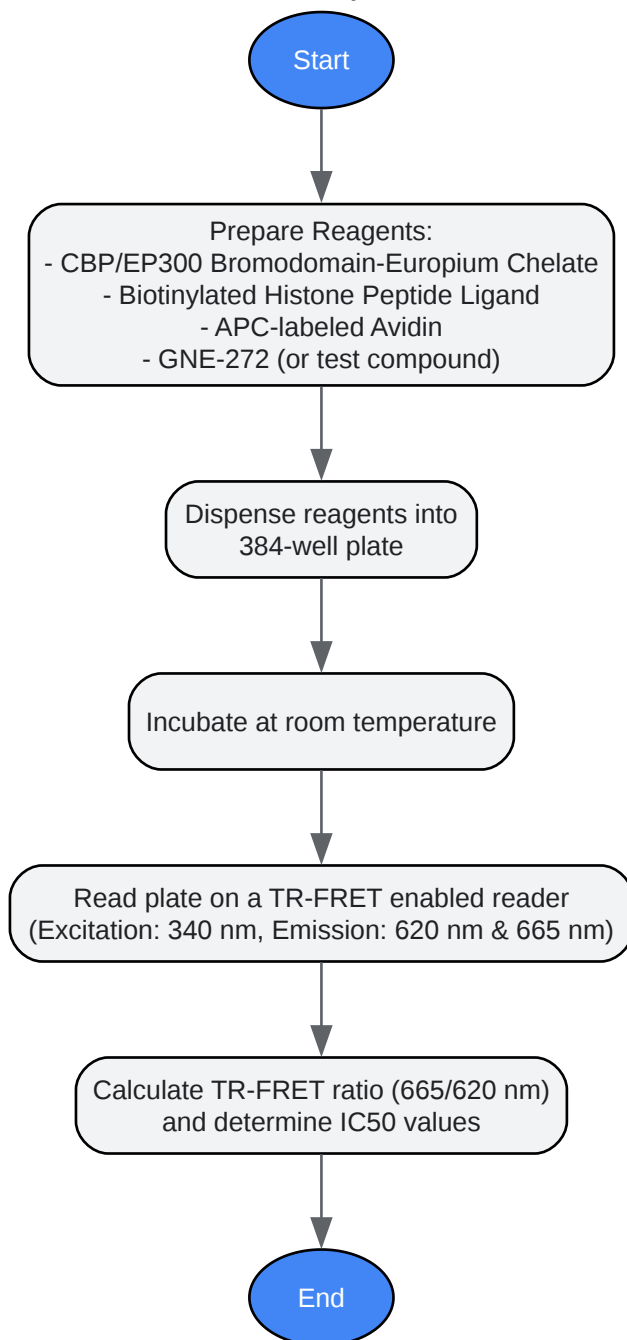 Start
Prepare Reagents:
- CBP/EP300 Bromodomain-Europium Chelate
- Biotinylated Histone Peptide Ligand
- APC-labeled Avidin
- GNE-272 (or test compound)
Dispense reagents into
384-well plate
Incubate at room temperature
Read plate on a TR-FRET enabled reader
(Excitation: 340 nm, Emission: 620 nm & 665 nm)
Calculate TR-FRET ratio (665/620 nm)
and determine IC50 values
End